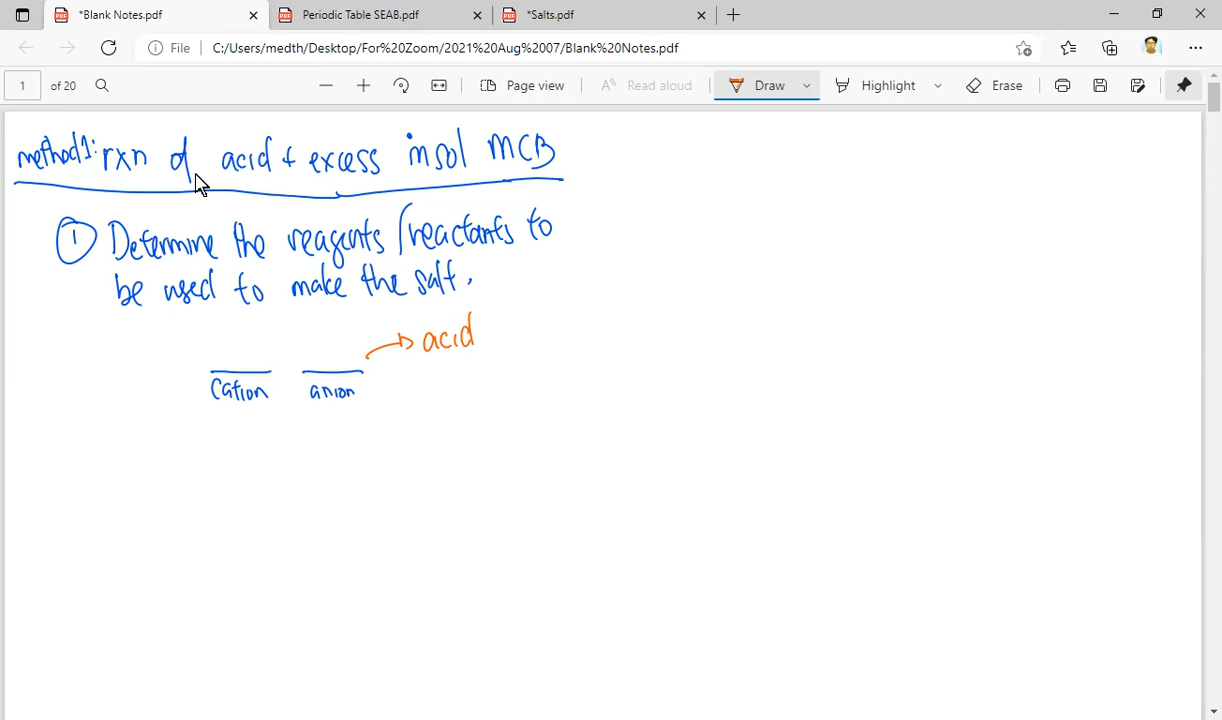 *Blank Notes.pdf
Periodic Table SEAB.pdf
*Salts.pdf
File
C:/Users/medth/Desktop/For%20Zoom/2021%20Aug%2007/Blank%20Notes.pdf
1 of 20
Page view
Read aloud
Draw
Highlight
Erase
method1: rxn of acid + excess insol MCB
① Determine the reagents/reactants to
be used to make the salt.
acid
Cation anion